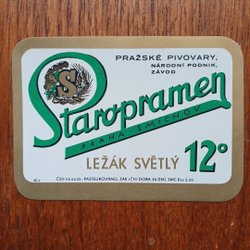 PRAŽSKÉ PIVOVARY,
NÁRODNÍ PODNIK,
ZÁVOD
S
Staropramen
PRAHA-SMÍCHOV
LEŽÁK SVĚTLÝ 12°